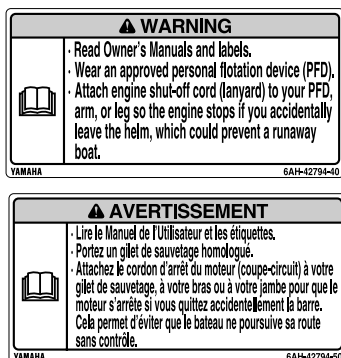 WARNING
· Read Owner's Manuals and labels.
· Wear an approved personal flotation device (PFD).
· Attach engine shut-off cord (lanyard) to your PFD,
arm, or leg so the engine stops if you accidentally
leave the helm, which could prevent a runaway
boat.
YAMAHA 6AH-42794-40
AVERTISSEMENT
· Lire le Manuel de l'Utilisateur et les étiquettes.
· Portez un gilet de sauvetage homologué.
· Attachez le cordon d'arrêt du moteur (coupe-circuit) à votre
gilet de sauvetage, à votre bras ou à votre jambe pour que le
moteur s'arrête si vous quittez accidentellement la barre.
Cela permet d'éviter que le bateau ne poursuive sa route
sans contrôle.
YAMAHA 6AH-42794-50